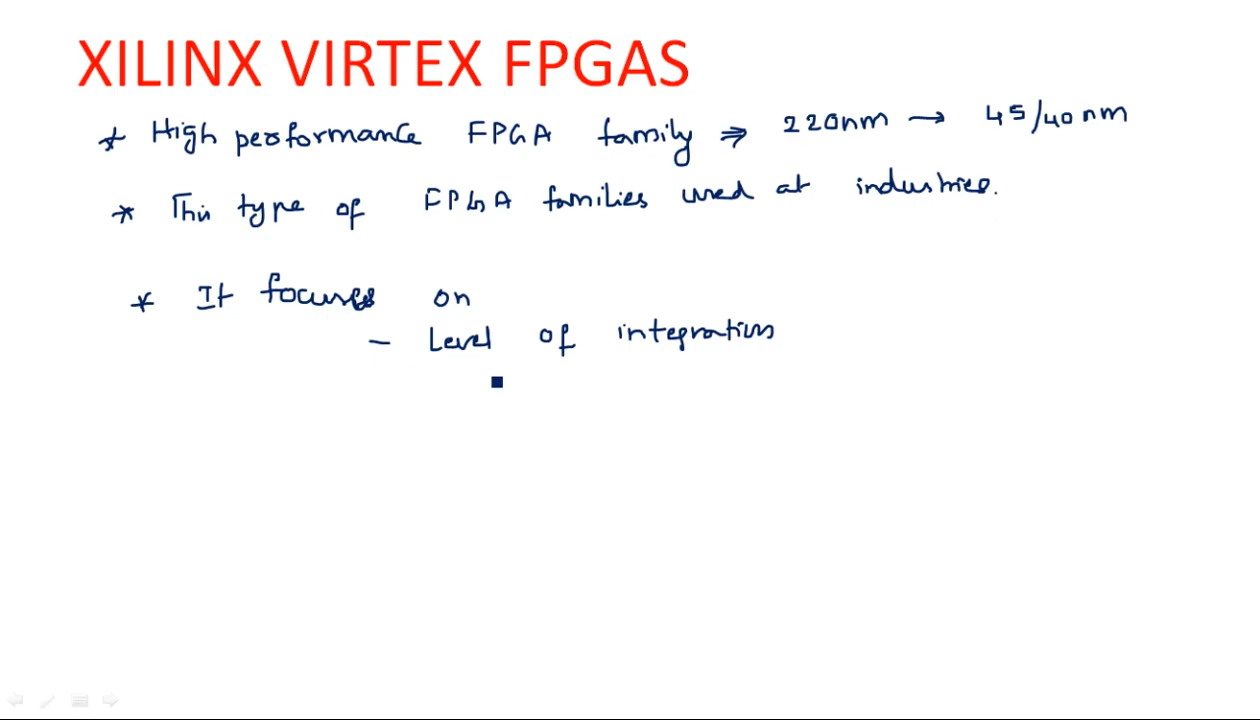 XILINX VIRTEX FPGAS
* High performance FPGA family ⇒ 220nm → 45/40nm
* This type of FPGA families used at industries.
* It focuses on
- Level of integration